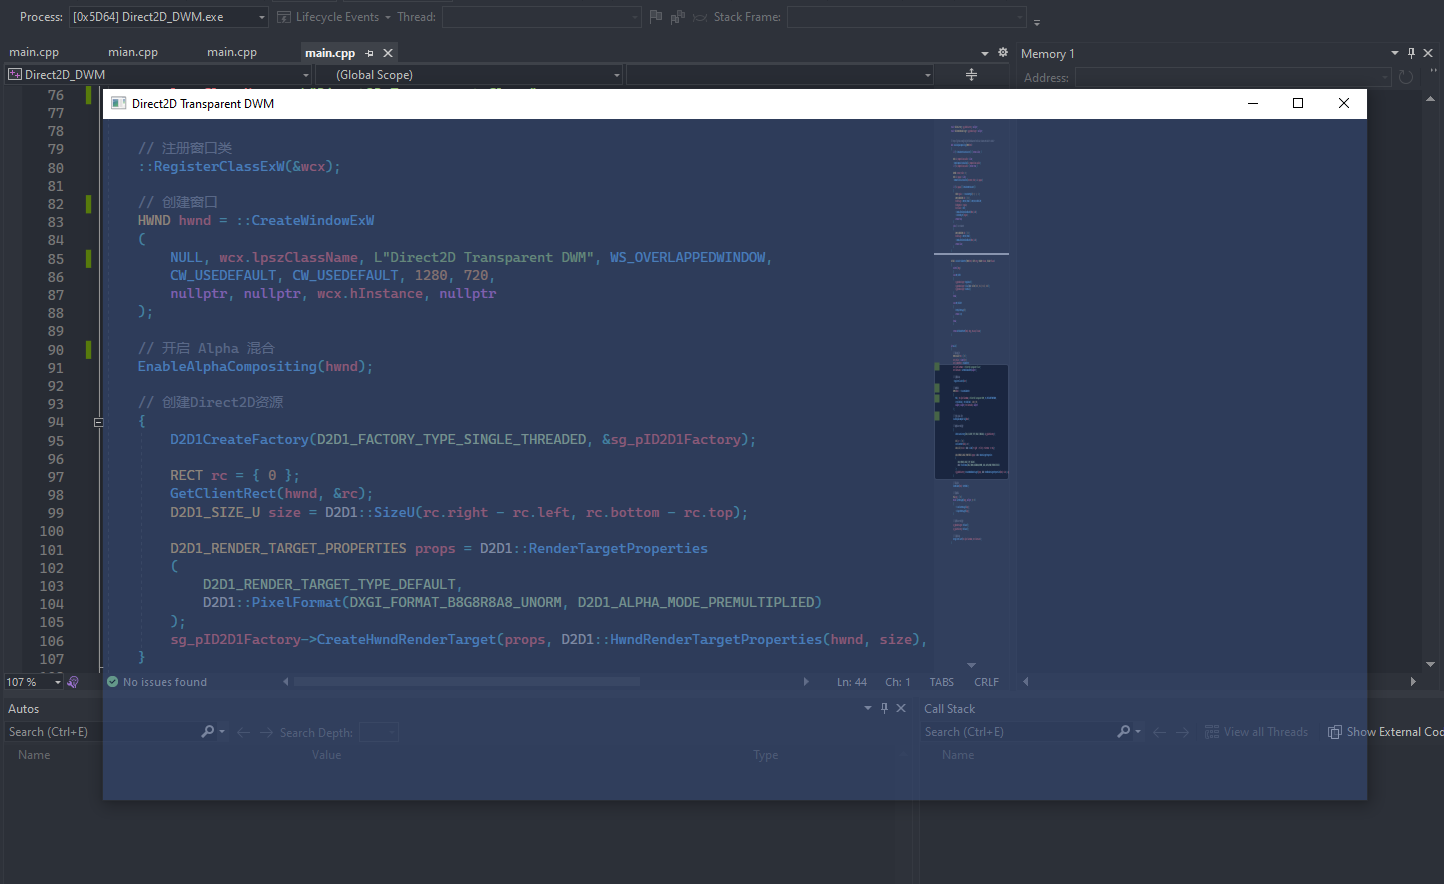 Process: [0x5D64] Direct2D_DWM.exe Lifecycle Events Thread: Stack Frame:
main.cpp mian.cpp main.cpp main.cpp Memory 1
Direct2D_DWM (Global Scope) Address:
76
Direct2D Transparent DWM
77
78
79 // 注册窗口类
80 ::RegisterClassExW(&wcx);
81
82 // 创建窗口
83 HWND hwnd = ::CreateWindowExW
84 (
85 NULL, wcx.lpszClassName, L"Direct2D Transparent DWM", WS_OVERLAPPEDWINDOW,
86 CW_USEDEFAULT, CW_USEDEFAULT, 1280, 720,
87 nullptr, nullptr, wcx.hInstance, nullptr
88 );
89
90 // 开启 Alpha 混合
91 EnableAlphaCompositing(hwnd);
92
93 // 创建Direct2D资源
94 {
95 D2D1CreateFactory(D2D1_FACTORY_TYPE_SINGLE_THREADED, &sg_pID2D1Factory);
96
97 RECT rc = { 0 };
98 GetClientRect(hwnd, &rc);
99 D2D1_SIZE_U size = D2D1::SizeU(rc.right - rc.left, rc.bottom - rc.top);
100
101 D2D1_RENDER_TARGET_PROPERTIES props = D2D1::RenderTargetProperties
102 (
103 D2D1_RENDER_TARGET_TYPE_DEFAULT,
104 D2D1::PixelFormat(DXGI_FORMAT_B8G8R8A8_UNORM, D2D1_ALPHA_MODE_PREMULTIPLIED)
105 );
106 sg_pID2D1Factory->CreateHwndRenderTarget(props, D2D1::HwndRenderTargetProperties(hwnd, size),
107 }
107 % No issues found Ln: 44 Ch: 1 TABS CRLF
Autos Call Stack
Search (Ctrl+E) Search Depth: Search (Ctrl+E) View all Threads Show External Cod
Name Value Type Name